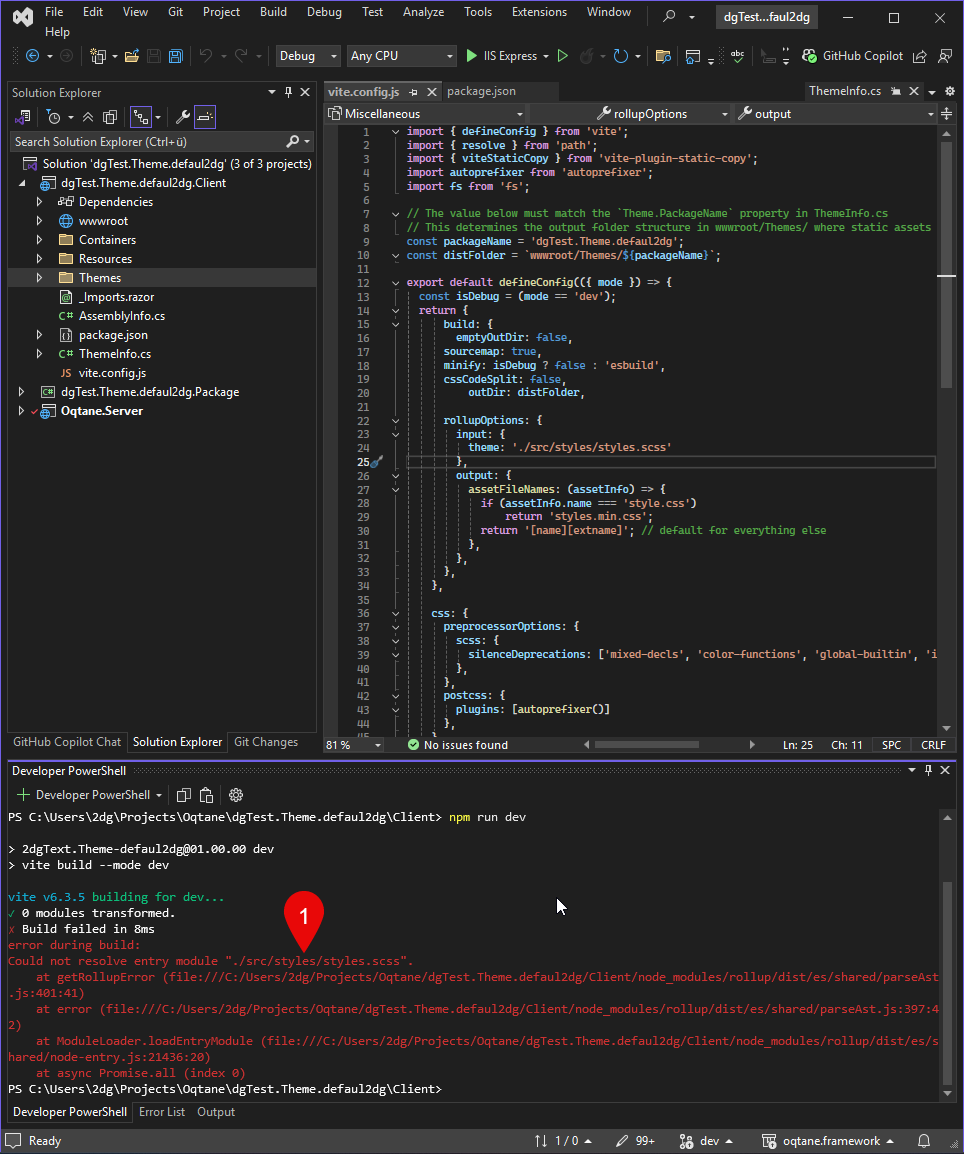 File Edit View Git Project Build Debug Test Analyze Tools Extensions Window
Help
dgTest...faul2dg
Debug
Any CPU
IIS Express
GitHub Copilot
Solution Explorer
Search Solution Explorer (Ctrl+ü)
Solution 'dgTest.Theme.defaul2dg' (3 of 3 projects)
dgTest.Theme.defaul2dg.Client
Dependencies
wwwroot
Containers
Resources
Themes
_Imports.razor
C# AssemblyInfo.cs
package.json
C# ThemeInfo.cs
JS vite.config.js
dgTest.Theme.defaul2dg.Package
Oqtane.Server
GitHub Copilot Chat Solution Explorer Git Changes
vite.config.js package.json ThemeInfo.cs
Miscellaneous rollupOptions output
1 import { defineConfig } from 'vite';
2 import { resolve } from 'path';
3 import { viteStaticCopy } from 'vite-plugin-static-copy';
4 import autoprefixer from 'autoprefixer';
5 import fs from 'fs';
6
7 // The value below must match the `Theme.PackageName` property in ThemeInfo.cs
8 // This determines the output folder structure in wwwroot/Themes/ where static assets
9 const packageName = 'dgTest.Theme.defaul2dg';
10 const distFolder = `wwwroot/Themes/${packageName}`;
11
12 export default defineConfig(({ mode }) => {
13 const isDebug = (mode == 'dev');
14 return {
15 build: {
16 emptyOutDir: false,
17 sourcemap: true,
18 minify: isDebug ? false : 'esbuild',
19 cssCodeSplit: false,
20 outDir: distFolder,
21
22 rollupOptions: {
23 input: {
24 theme: './src/styles/styles.scss'
25 },
26 output: {
27 assetFileNames: (assetInfo) => {
28 if (assetInfo.name === 'style.css')
29 return 'styles.min.css';
30 return '[name][extname]'; // default for everything else
31 },
32 },
33 },
34 },
35
36 css: {
37 preprocessorOptions: {
38 scss: {
39 silenceDeprecations: ['mixed-decls', 'color-functions', 'global-builtin', 'i
40 },
41 },
42 postcss: {
43 plugins: [autoprefixer()]
44 },
45 }
81 % No issues found Ln: 25 Ch: 11 SPC CRLF
Developer PowerShell
Developer PowerShell
PS C:\Users\2dg\Projects\Oqtane\dgTest.Theme.defaul2dg\Client> npm run dev
> 2dgText.Theme-defaul2dg@01.00.00 dev
> vite build --mode dev
vite v6.3.5 building for dev...
✓ 0 modules transformed.
✗ Build failed in 8ms
error during build:
1
Could not resolve entry module "./src/styles/styles.scss".
at getRollupError (file:///C:/Users/2dg/Projects/Oqtane/dgTest.Theme.defaul2dg/Client/node_modules/rollup/dist/es/shared/parseAst
.js:401:41)
at error (file:///C:/Users/2dg/Projects/Oqtane/dgTest.Theme.defaul2dg/Client/node_modules/rollup/dist/es/shared/parseAst.js:397:4
2)
at ModuleLoader.loadEntryModule (file:///C:/Users/2dg/Projects/Oqtane/dgTest.Theme.defaul2dg/Client/node_modules/rollup/dist/es/s
hared/node-entry.js:21436:20)
at async Promise.all (index 0)
PS C:\Users\2dg\Projects\Oqtane\dgTest.Theme.defaul2dg\Client>
Developer PowerShell Error List Output
Ready 1 / 0 99+ dev oqtane.framework